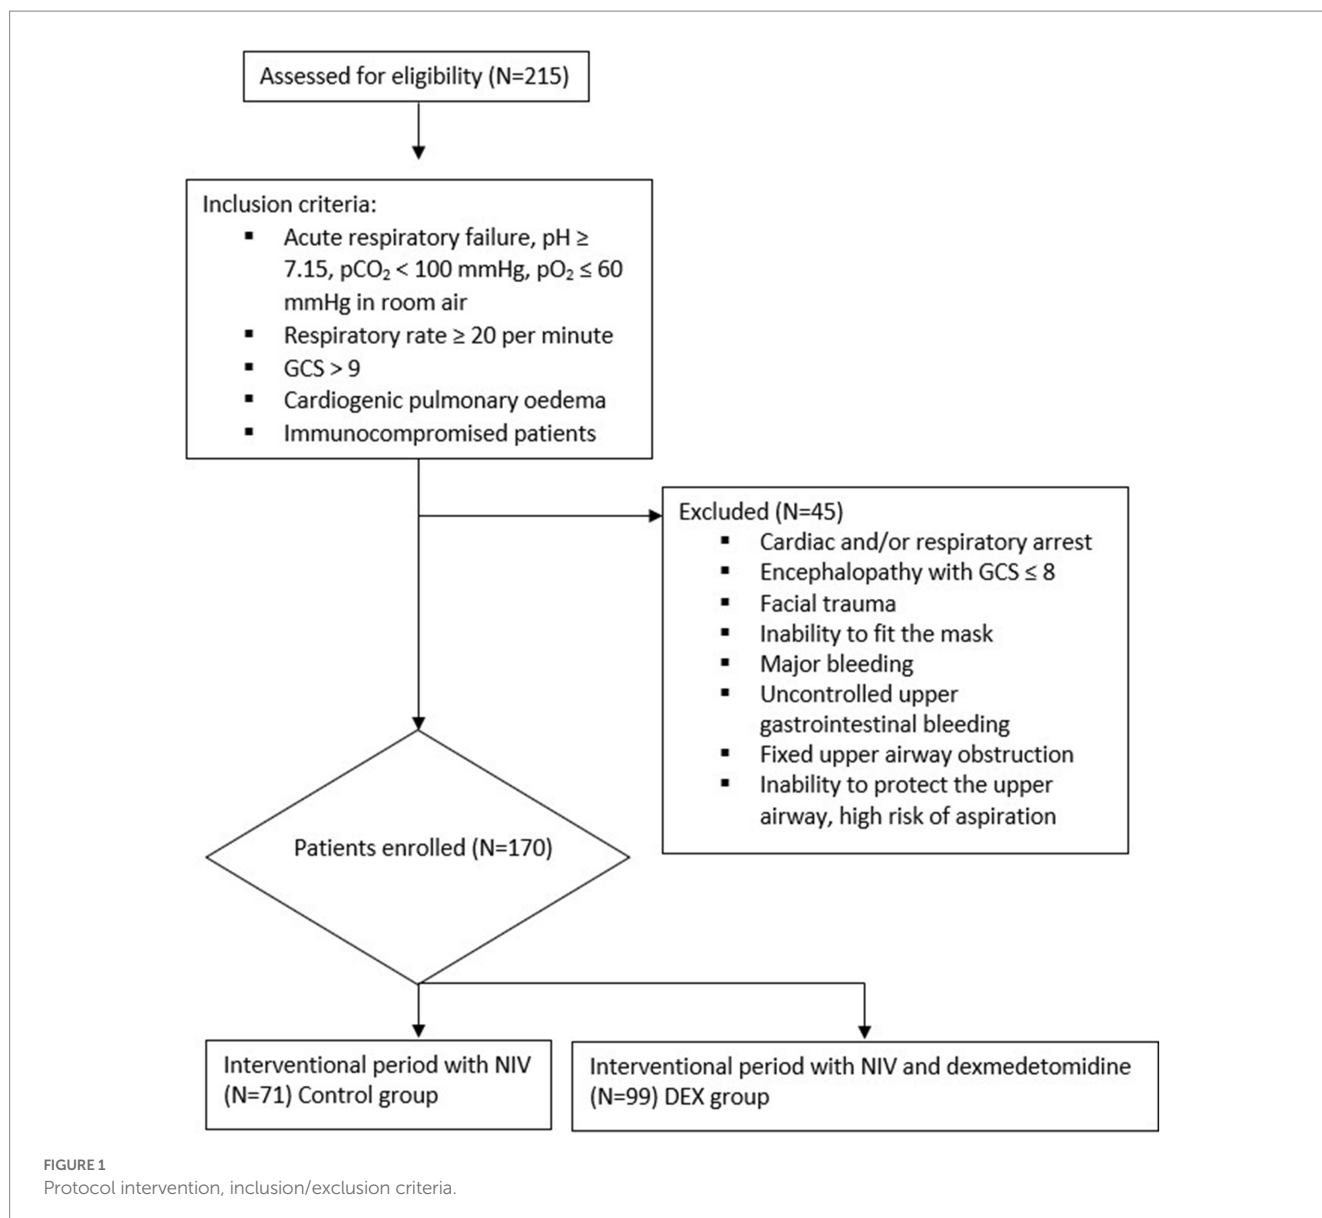 Assessed for eligibility (N=215)
Inclusion criteria:
▪ Acute respiratory failure, pH ≥
7.15, pCO₂ < 100 mmHg, pO₂ ≤ 60
mmHg in room air
▪ Respiratory rate ≥ 20 per minute
▪ GCS > 9
▪ Cardiogenic pulmonary oedema
▪ Immunocompromised patients
Excluded (N=45)
▪ Cardiac and/or respiratory arrest
▪ Encephalopathy with GCS ≤ 8
▪ Facial trauma
▪ Inability to fit the mask
▪ Major bleeding
▪ Uncontrolled upper
gastrointestinal bleeding
▪ Fixed upper airway obstruction
▪ Inability to protect the upper
airway, high risk of aspiration
Patients enrolled (N=170)
Interventional period with NIV
(N=71) Control group
Interventional period with NIV and dexmedetomidine
(N=99) DEX group
FIGURE 1
Protocol intervention, inclusion/exclusion criteria.